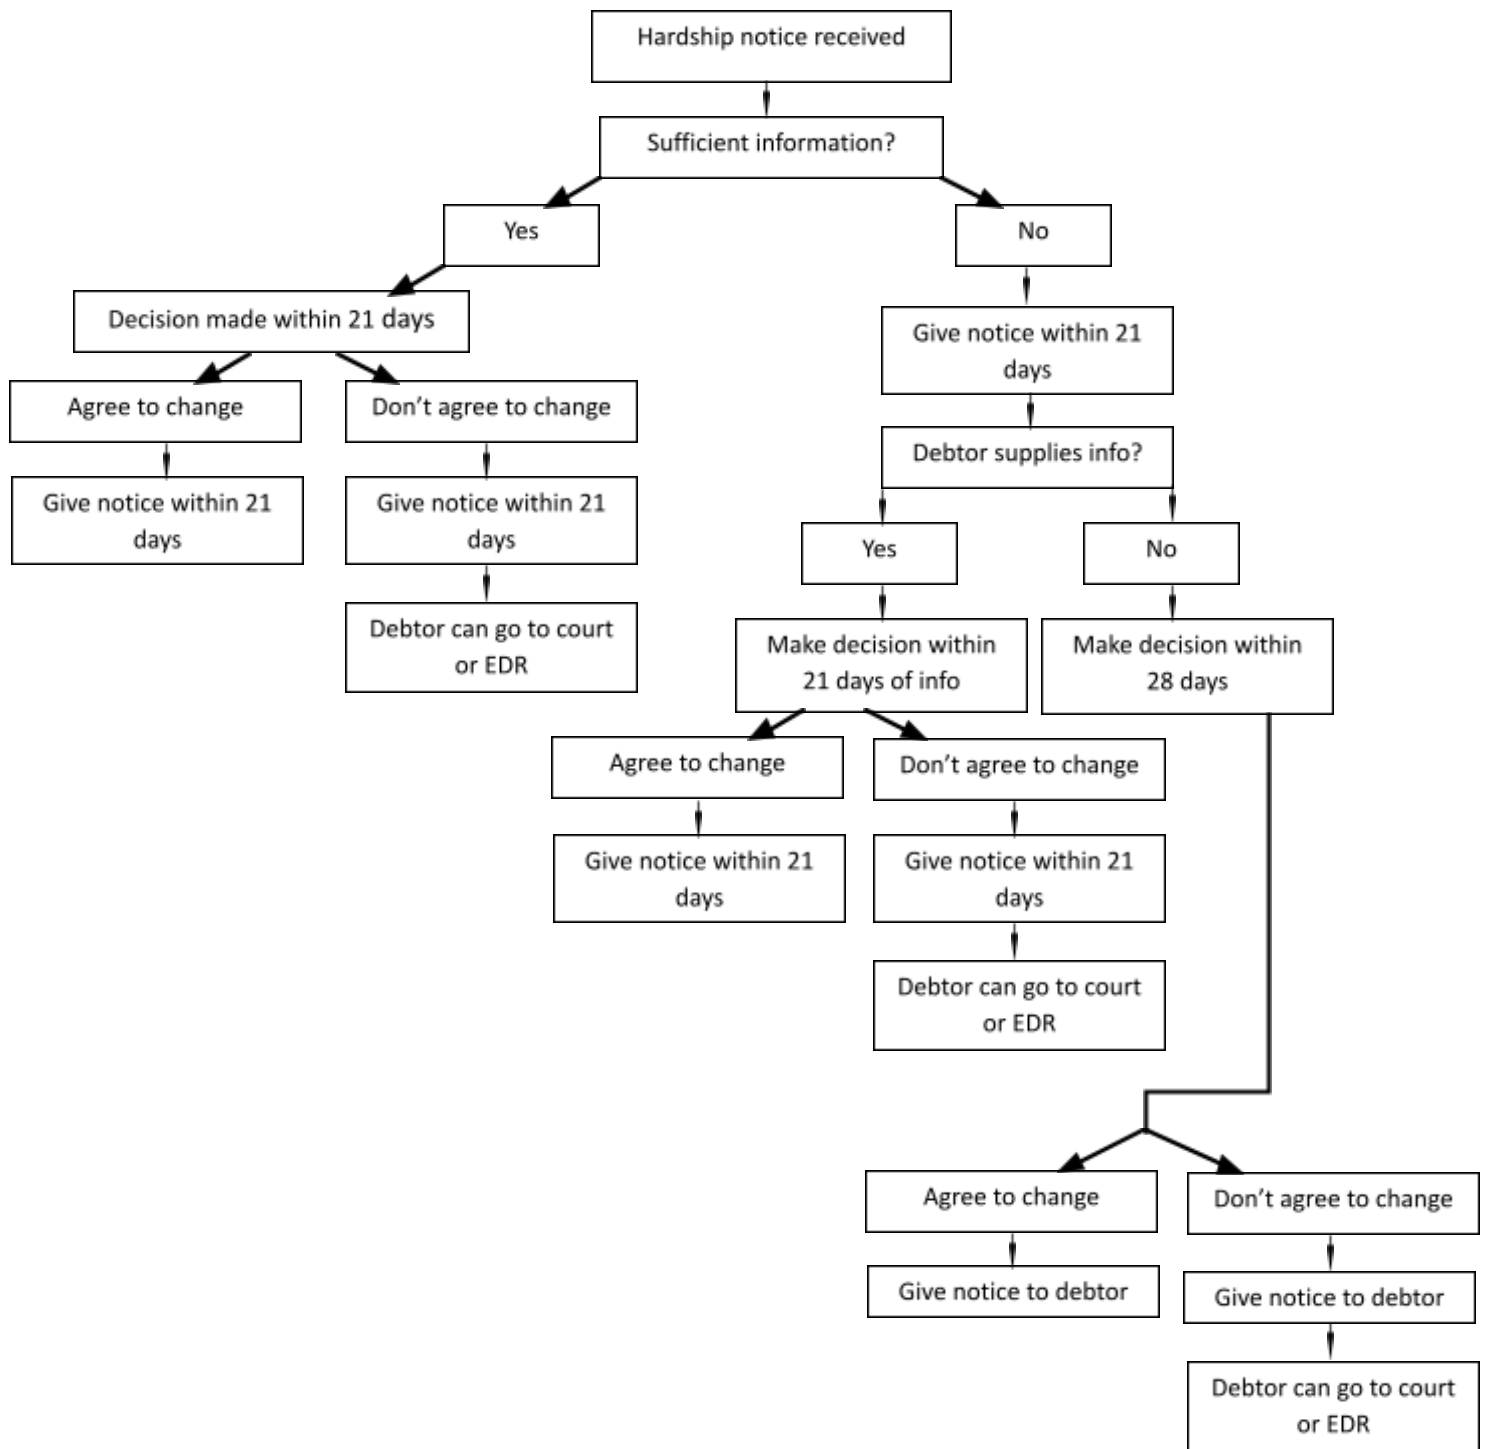 Hardship notice received
Sufficient information?
Yes
No
Decision made within 21 days
Give notice within 21
days
Agree to change
Don’t agree to change
Debtor supplies info?
Give notice within 21
days
Give notice within 21
days
Yes
No
Debtor can go to court
or EDR
Make decision within
21 days of info
Make decision within
28 days
Agree to change
Don’t agree to change
Give notice within 21
days
Give notice within 21
days
Debtor can go to court
or EDR
Agree to change
Don’t agree to change
Give notice to debtor
Give notice to debtor
Debtor can go to court
or EDR